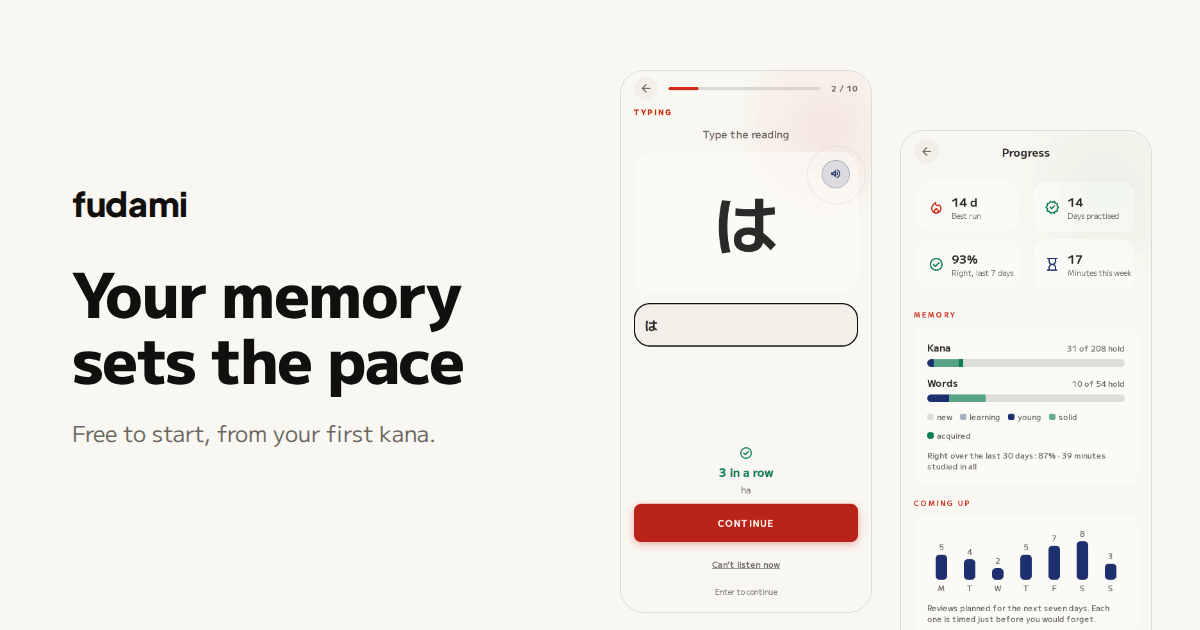 fudami
Your memory
sets the pace
Free to start, from your first kana.
2 / 10
TYPING
Type the reading
は
は
3 in a row
ha
CONTINUE
Can't listen now
Enter to continue
Progress
14 d
Best run
14
Days practised
93%
Right, last 7 days
17
Minutes this week
MEMORY
Kana
31 of 208 hold
Words
10 of 54 hold
new learning young solid
acquired
Right over the last 30 days: 87% · 39 minutes
studied in all
COMING UP
5 4 2 5 7 8 3
M T W T F S S
Reviews planned for the next seven days. Each
one is timed just before you would forget.